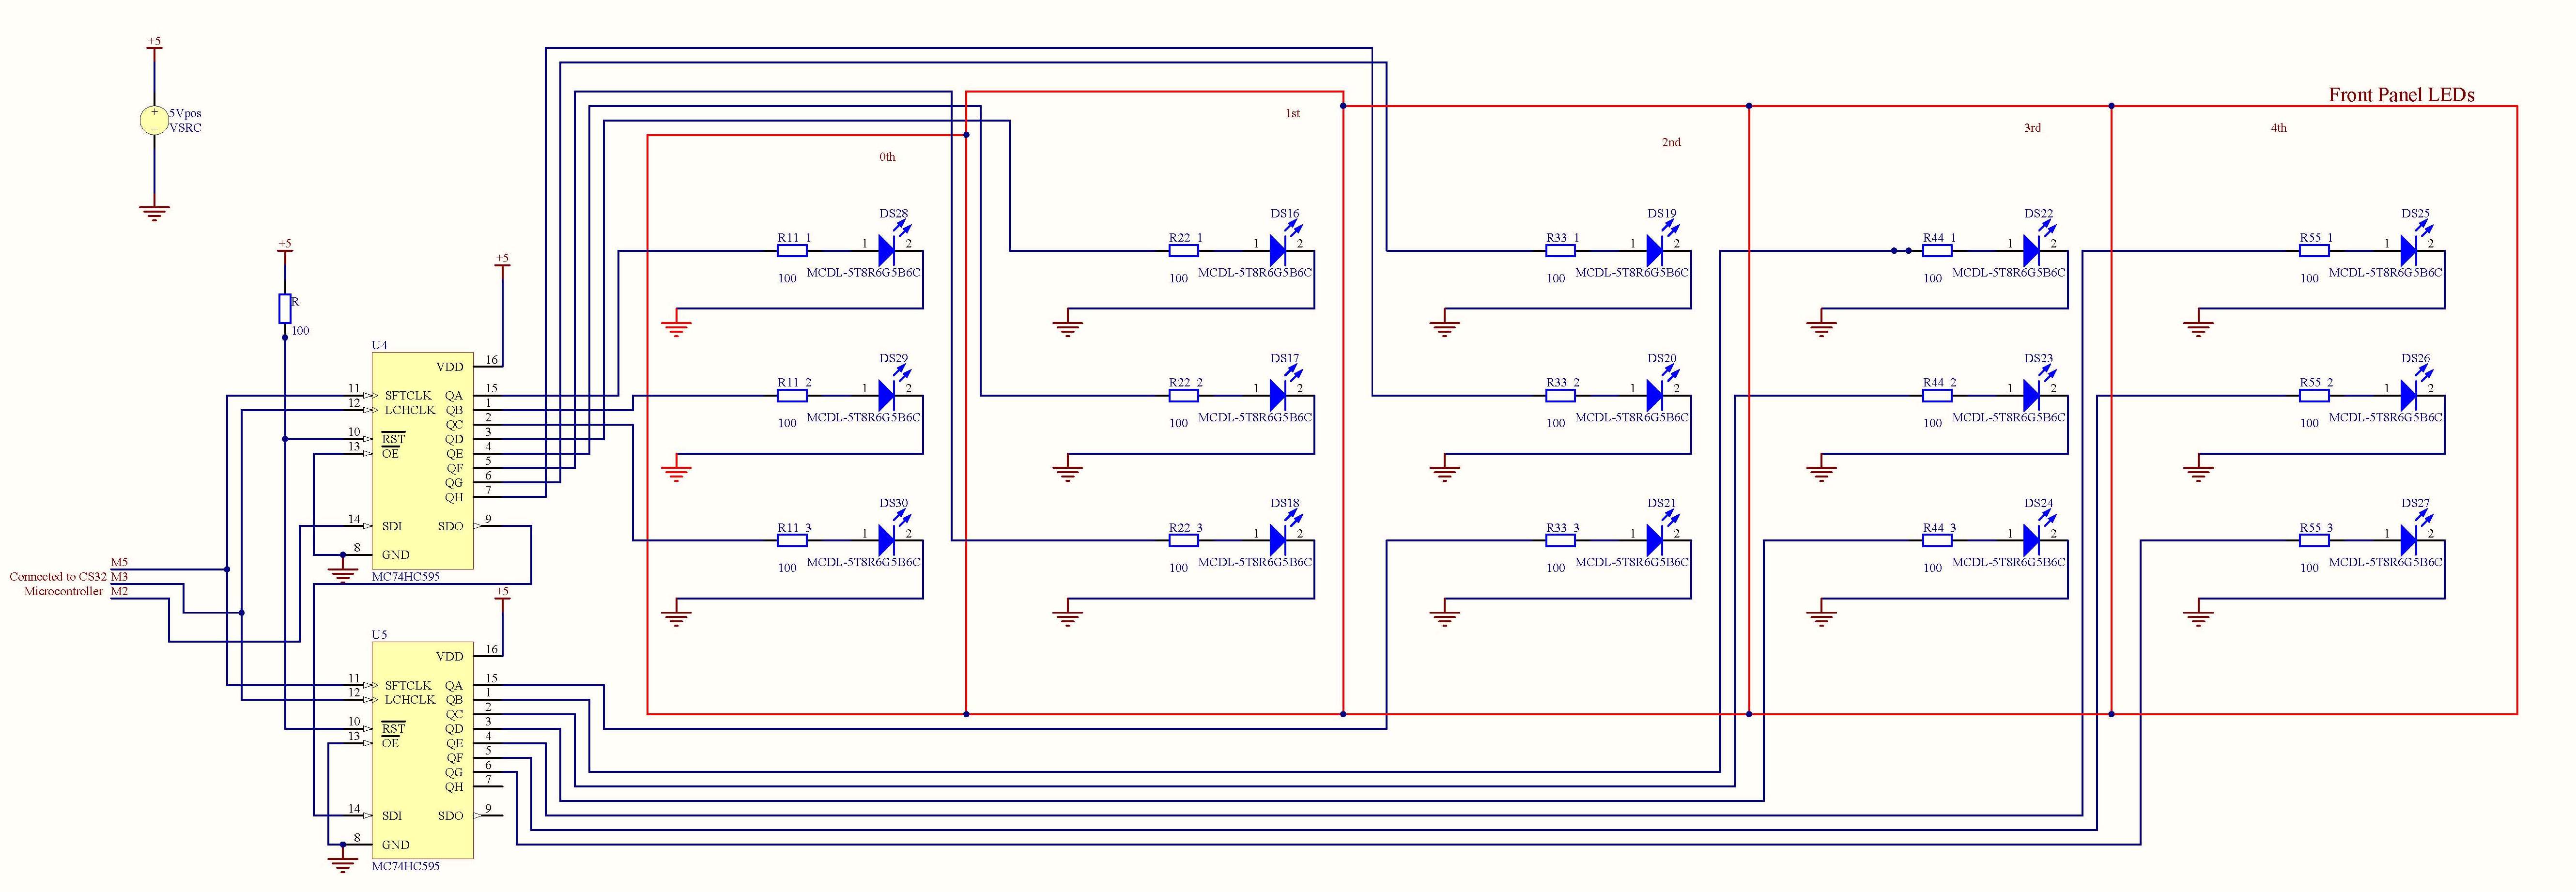 +5
5Vpos
VSRC
Front Panel LEDs
1st
3rd
4th
2nd
0th
DS28
DS16
DS19
DS22
DS25
R11_1 1 2
R22_1 1 2
R33_1 1 2
R44_1 1 2
R55_1 1 2
100 MCDL-5T8R6G5B6C
100 MCDL-5T8R6G5B6C
100 MCDL-5T8R6G5B6C
100 MCDL-5T8R6G5B6C
100 MCDL-5T8R6G5B6C
DS29
DS17
DS20
DS23
DS26
R11_2 1 2
R22_2 1 2
R33_2 1 2
R44_2 1 2
R55_2 1 2
100 MCDL-5T8R6G5B6C
100 MCDL-5T8R6G5B6C
100 MCDL-5T8R6G5B6C
100 MCDL-5T8R6G5B6C
100 MCDL-5T8R6G5B6C
DS30
DS18
DS21
DS24
DS27
R11_3 1 2
R22_3 1 2
R33_3 1 2
R44_3 1 2
R55_3 1 2
100 MCDL-5T8R6G5B6C
100 MCDL-5T8R6G5B6C
100 MCDL-5T8R6G5B6C
100 MCDL-5T8R6G5B6C
100 MCDL-5T8R6G5B6C
+5
R
100
+5
U4
VDD 16
11 SFTCLK QA 15
12 LCHCLK QB 1
QC 2
10 RST QD 3
13 OE QE 4
QF 5
QG 6
QH 7
14 SDI SDO 9
8 GND
MC74HC595
M5
Connected to CS32 M3
Microcontroller M2
+5
U5
VDD 16
11 SFTCLK QA 15
12 LCHCLK QB 1
QC 2
10 RST QD 3
13 OE QE 4
QF 5
QG 6
QH 7
14 SDI SDO 9
8 GND
MC74HC595